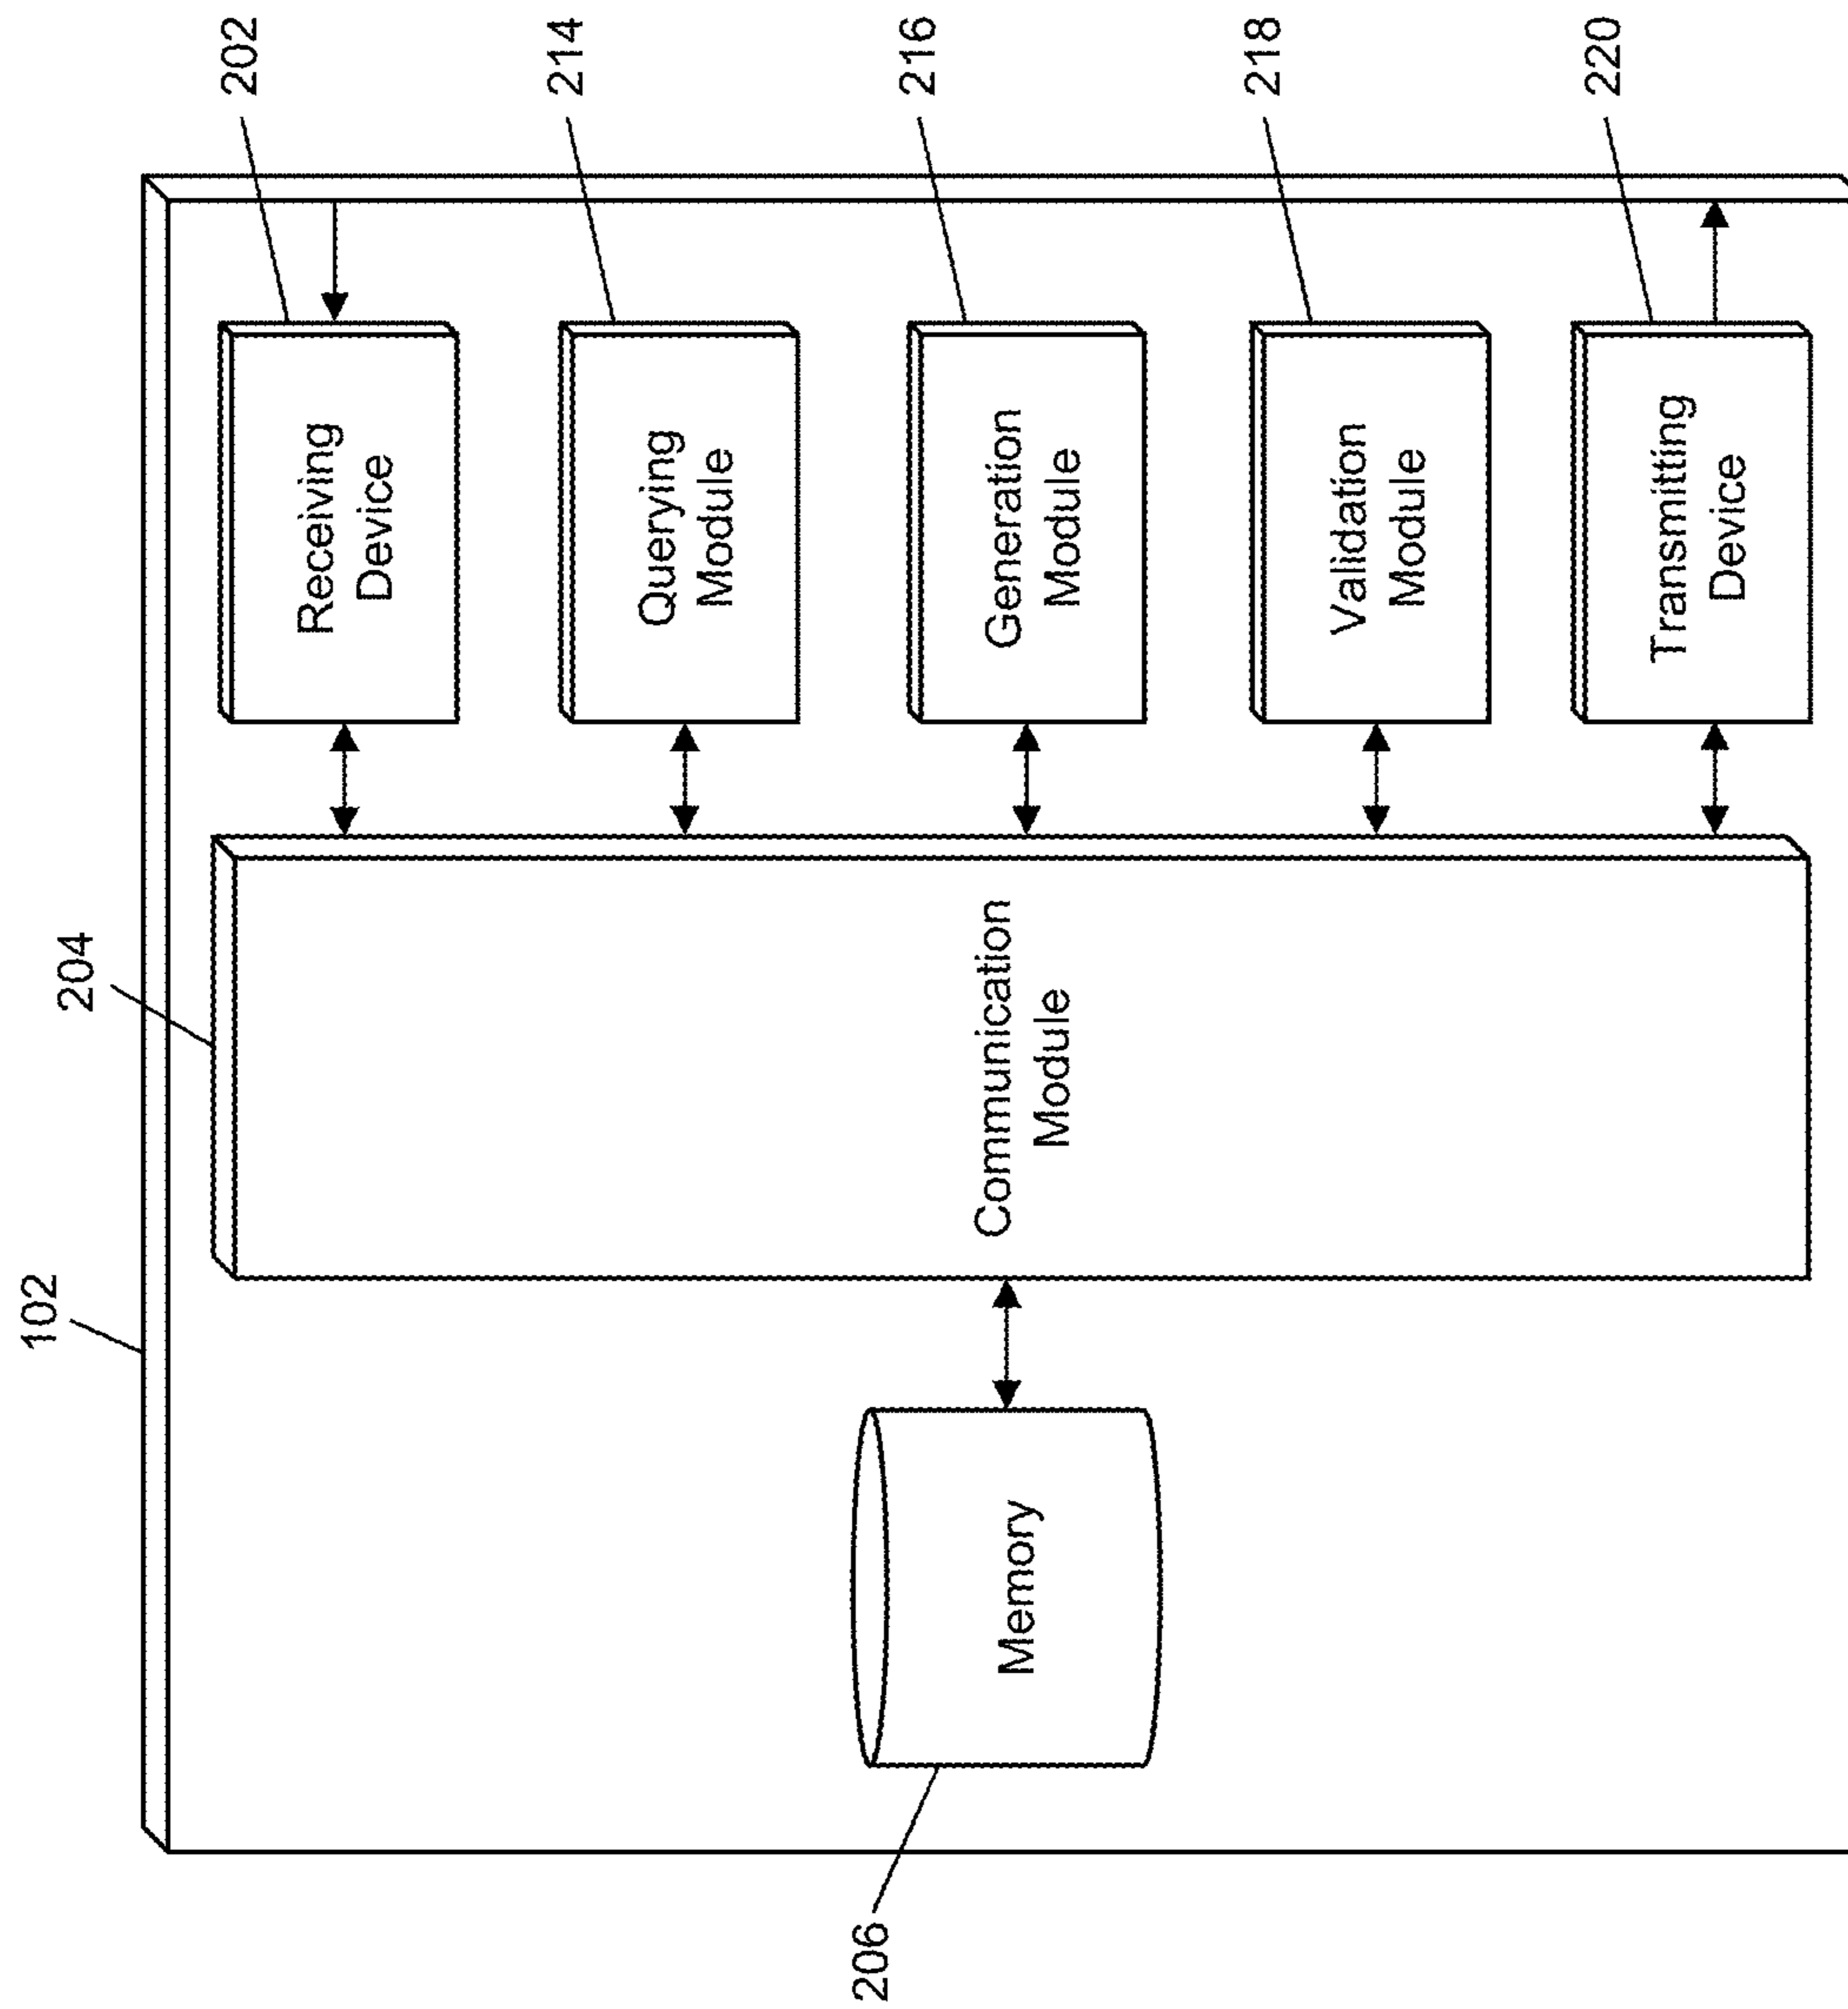 102
204
206
Memory
Communication
Module
Receiving
Device
202
Querying
Module
214
Generation
Module
216
Validation
Module
218
Transmitting
Device
220